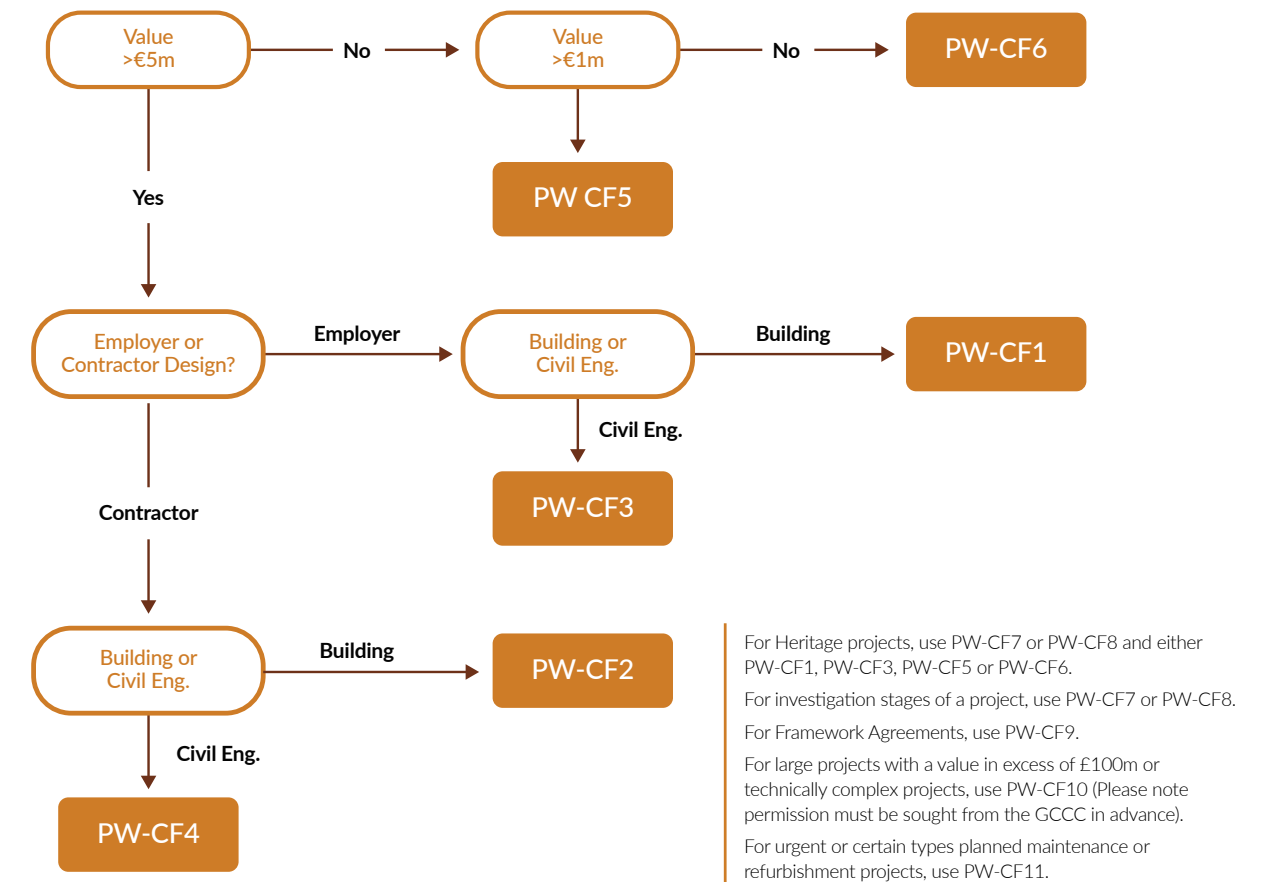 Value
>€5m
No
Value
>€1m
No
PW-CF6
Yes
PW CF5
Employer or
Contractor Design?
Employer
Building or
Civil Eng.
Building
PW-CF1
Civil Eng.
PW-CF3
Contractor
Building or
Civil Eng.
Building
PW-CF2
Civil Eng.
PW-CF4
For Heritage projects, use PW-CF7 or PW-CF8 and either
PW-CF1, PW-CF3, PW-CF5 or PW-CF6.
For investigation stages of a project, use PW-CF7 or PW-CF8.
For Framework Agreements, use PW-CF9.
For large projects with a value in excess of £100m or
technically complex projects, use PW-CF10 (Please note
permission must be sought from the GCCC in advance).
For urgent or certain types planned maintenance or
refurbishment projects, use PW-CF11.